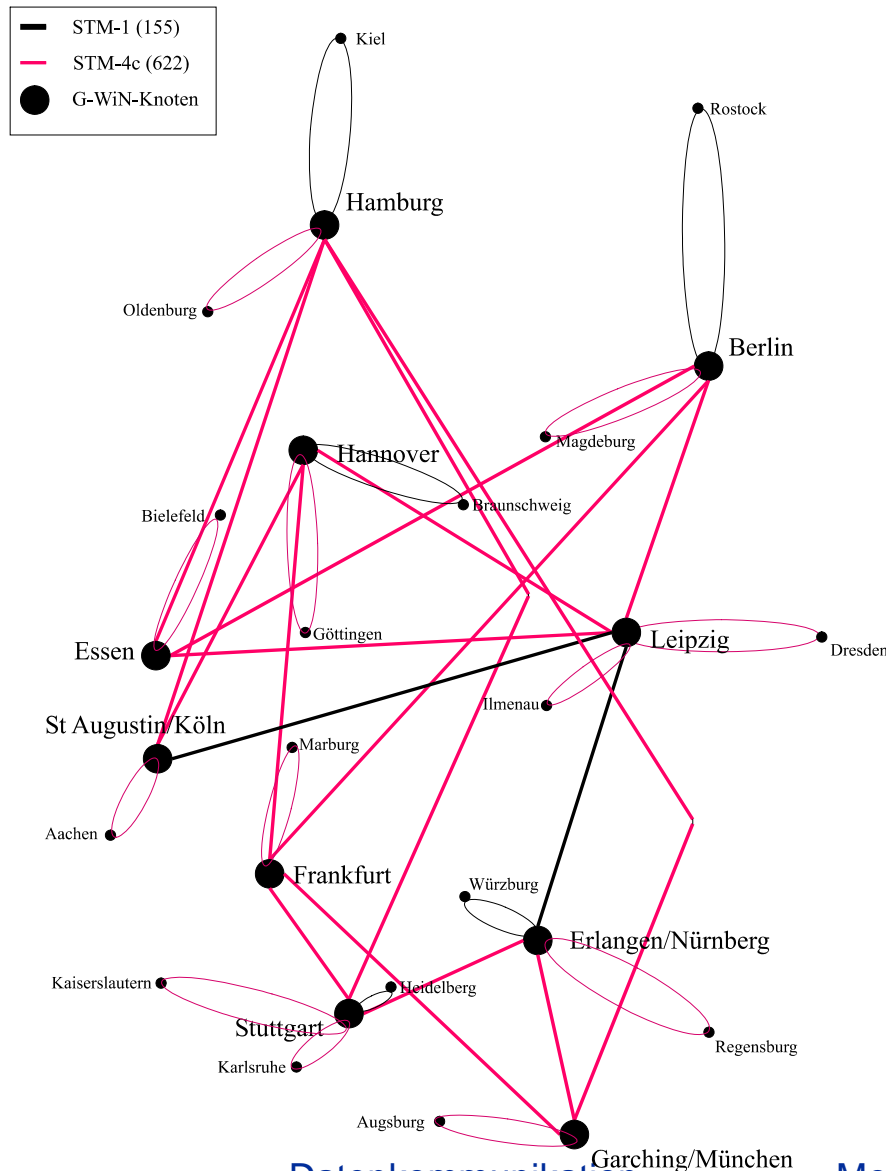 STM-1 (155)
STM-4c (622)
G-WiN-Knoten
Kiel
Rostock
Hamburg
Oldenburg
Berlin
Magdeburg
Hannover
Braunschweig
Bielefeld
Göttingen
Essen
Leipzig
Dresden
Ilmenau
St Augustin/Köln
Marburg
Aachen
Frankfurt
Würzburg
Erlangen/Nürnberg
Kaiserslautern
Heidelberg
Stuttgart
Regensburg
Karlsruhe
Augsburg
Garching/München
Datenkommunikation